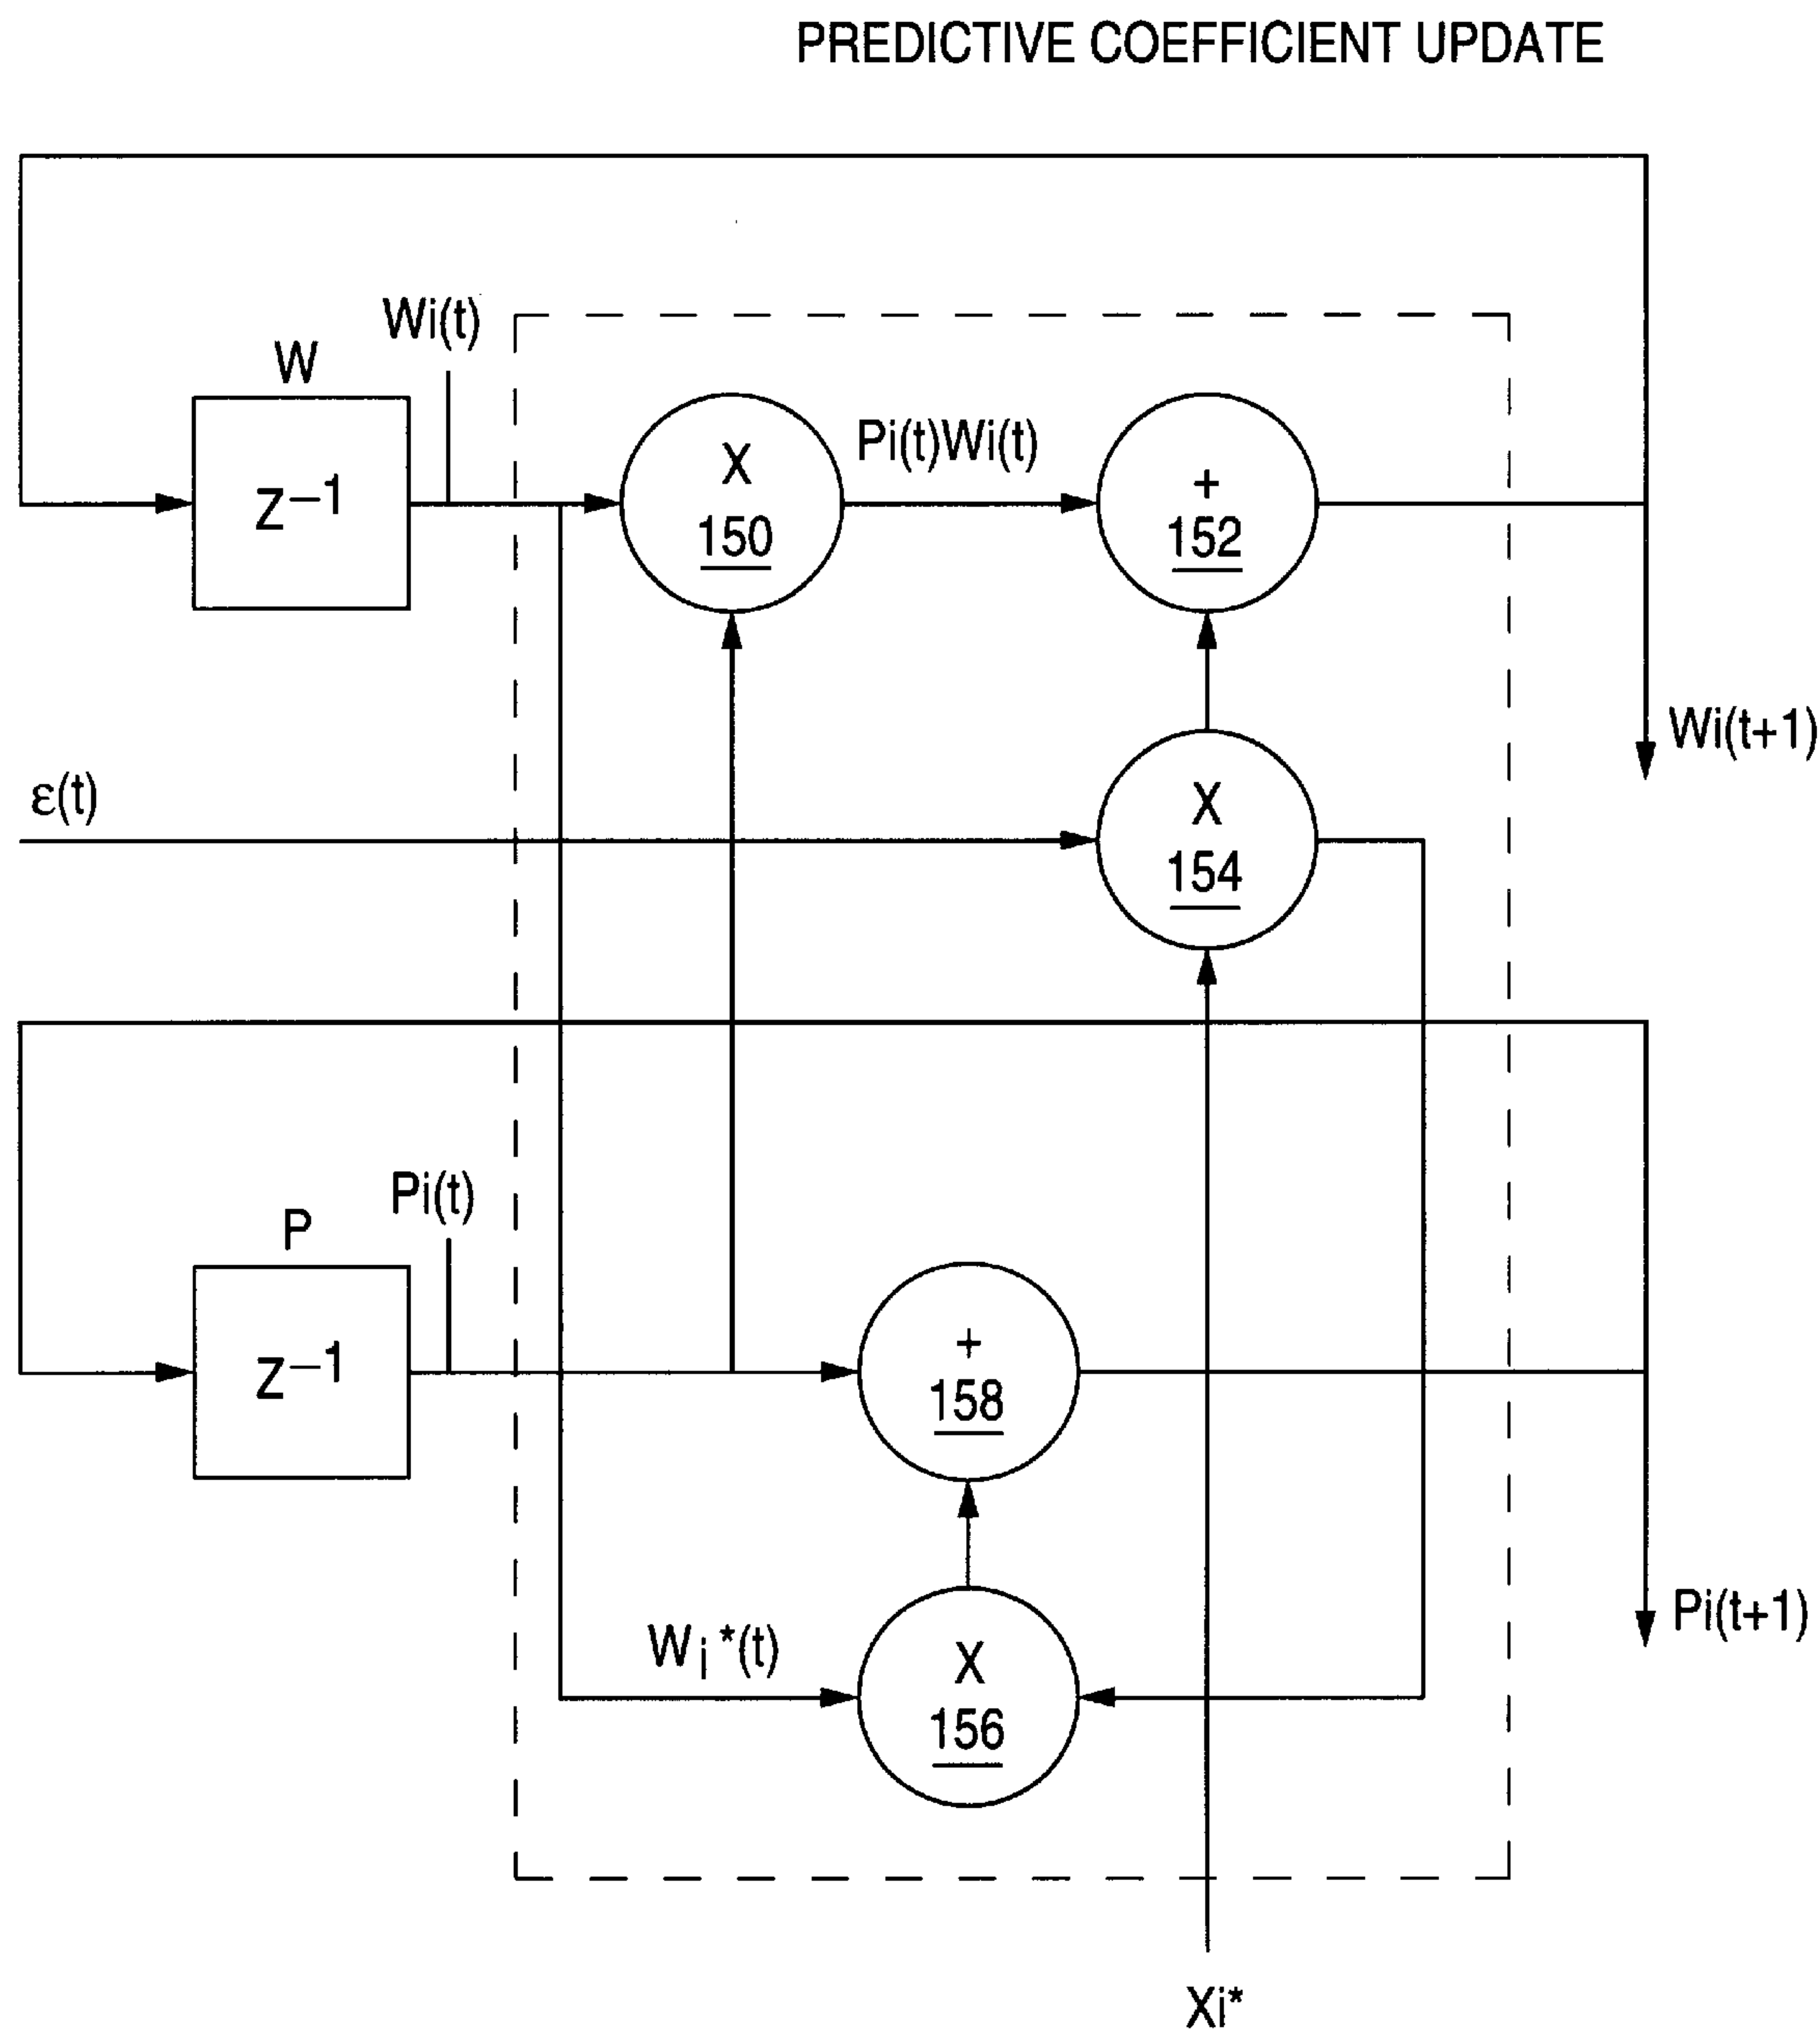 PREDICTIVE COEFFICIENT UPDATE
Wi(t)
W
Z⁻¹
X
150
Pi(t)Wi(t)
+
152
Wi(t+1)
ε(t)
X
154
Pi(t)
P
Z⁻¹
+
158
Pi(t+1)
Wi*(t)
X
156
Xi*